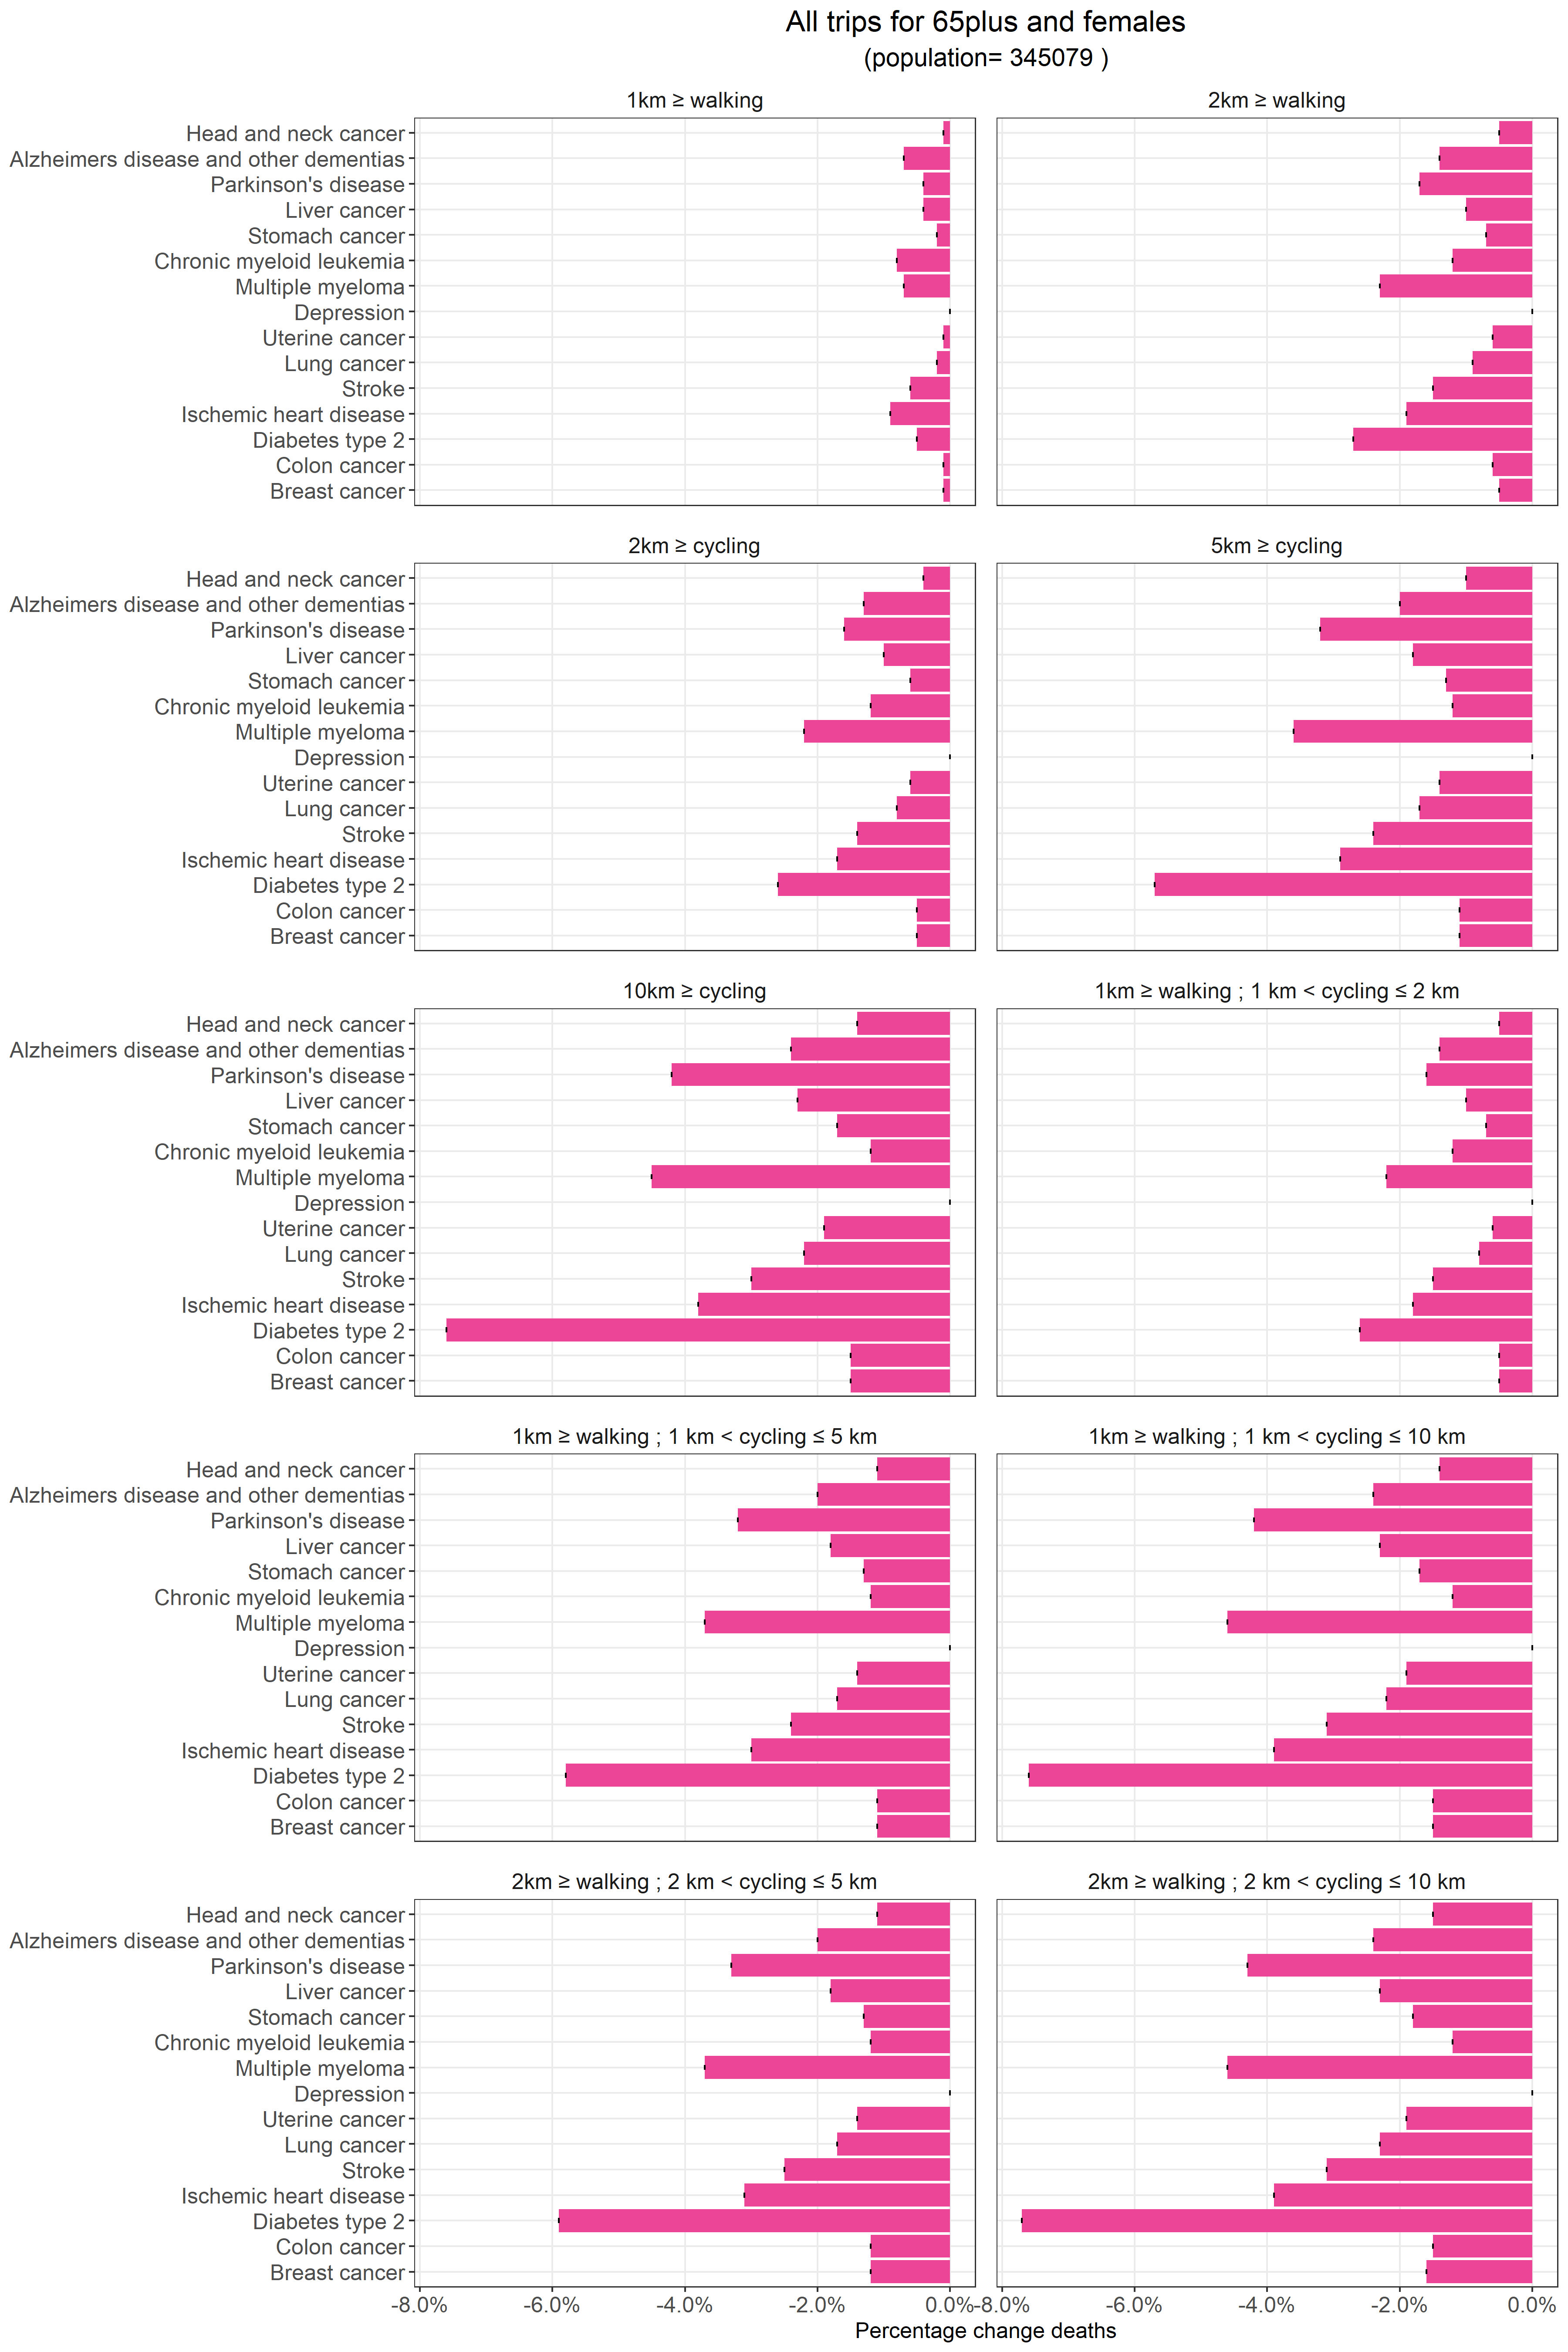 All trips for 65plus and females
(population= 345079 )
1km ≥ walking
2km ≥ walking
Head and neck cancer
Alzheimers disease and other dementias
Parkinson's disease
Liver cancer
Stomach cancer
Chronic myeloid leukemia
Multiple myeloma
Depression
Uterine cancer
Lung cancer
Stroke
Ischemic heart disease
Diabetes type 2
Colon cancer
Breast cancer
2km ≥ cycling
5km ≥ cycling
Head and neck cancer
Alzheimers disease and other dementias
Parkinson's disease
Liver cancer
Stomach cancer
Chronic myeloid leukemia
Multiple myeloma
Depression
Uterine cancer
Lung cancer
Stroke
Ischemic heart disease
Diabetes type 2
Colon cancer
Breast cancer
10km ≥ cycling
1km ≥ walking ; 1 km < cycling ≤ 2 km
Head and neck cancer
Alzheimers disease and other dementias
Parkinson's disease
Liver cancer
Stomach cancer
Chronic myeloid leukemia
Multiple myeloma
Depression
Uterine cancer
Lung cancer
Stroke
Ischemic heart disease
Diabetes type 2
Colon cancer
Breast cancer
1km ≥ walking ; 1 km < cycling ≤ 5 km
1km ≥ walking ; 1 km < cycling ≤ 10 km
Head and neck cancer
Alzheimers disease and other dementias
Parkinson's disease
Liver cancer
Stomach cancer
Chronic myeloid leukemia
Multiple myeloma
Depression
Uterine cancer
Lung cancer
Stroke
Ischemic heart disease
Diabetes type 2
Colon cancer
Breast cancer
2km ≥ walking ; 2 km < cycling ≤ 5 km
2km ≥ walking ; 2 km < cycling ≤ 10 km
Head and neck cancer
Alzheimers disease and other dementias
Parkinson's disease
Liver cancer
Stomach cancer
Chronic myeloid leukemia
Multiple myeloma
Depression
Uterine cancer
Lung cancer
Stroke
Ischemic heart disease
Diabetes type 2
Colon cancer
Breast cancer
-8.0% -6.0% -4.0% -2.0% 0.0% -8.0% -6.0% -4.0% -2.0% 0.0%
Percentage change deaths